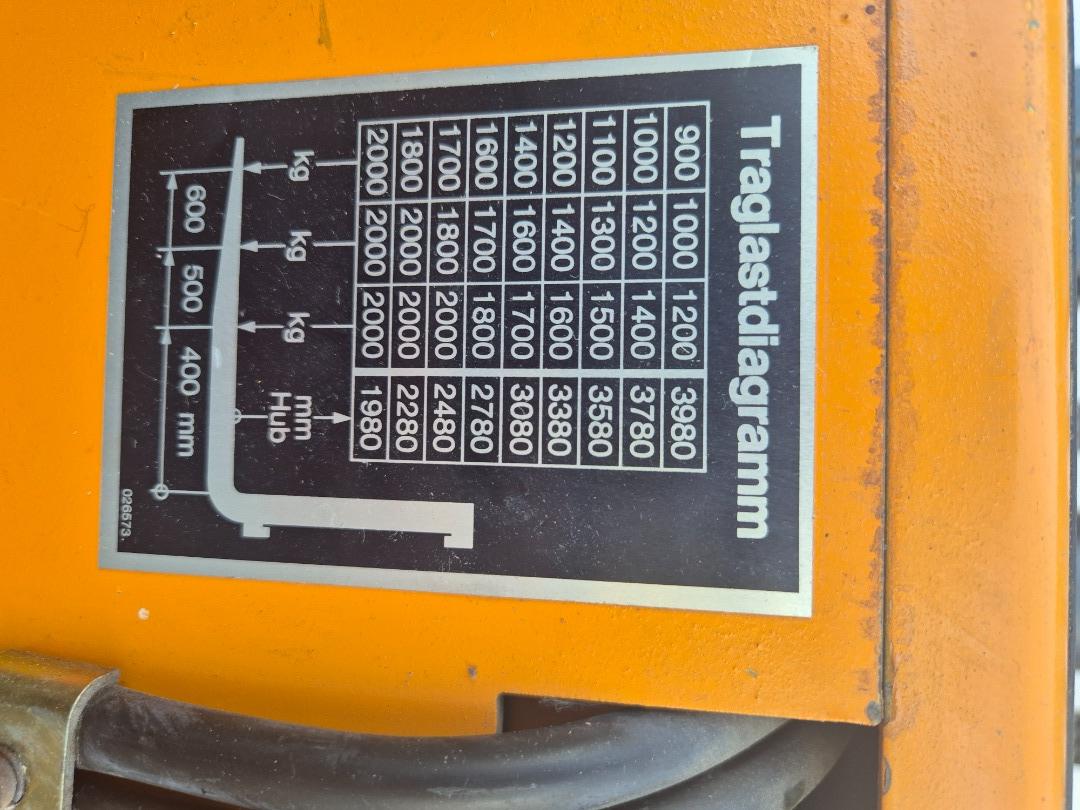 Traglastdiagramm
900 1000 1200 3980
1000 1200 1400 3780
1100 1300 1500 3580
1200 1400 1600 3380
1400 1600 1700 3080
1600 1700 1800 2780
1700 1800 2000 2480
1800 2000 2000 2280
2000 2000 2000 1980
kg kg kg mm
Hub
600 500 400 mm
026573.